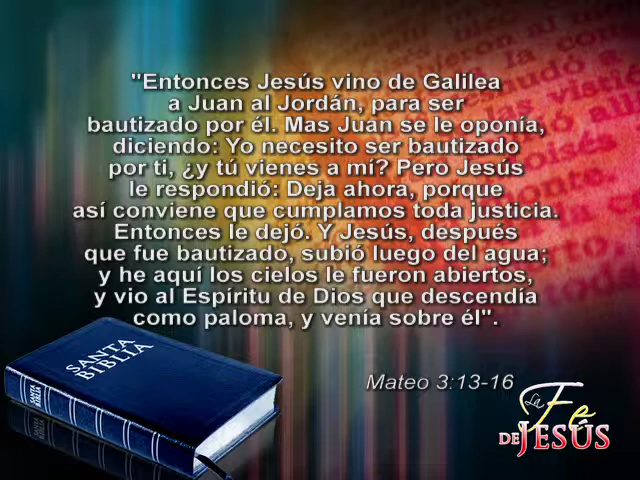 "Entonces Jesús vino de Galilea
a Juan al Jordán, para ser
bautizado por él. Mas Juan se le oponía,
diciendo: Yo necesito ser bautizado
por ti, ¿y tú vienes a mí? Pero Jesús
le respondió: Deja ahora, porque
así conviene que cumplamos toda justicia.
Entonces le dejó. Y Jesús, después
que fue bautizado, subió luego del agua;
y he aquí los cielos le fueron abiertos,
y vio al Espíritu de Dios que descendía
como paloma, y venía sobre él".
Mateo 3:13-16
SANTA
BIBLIA
SANTA
BIBLIA
La Fe
DE JESÚS